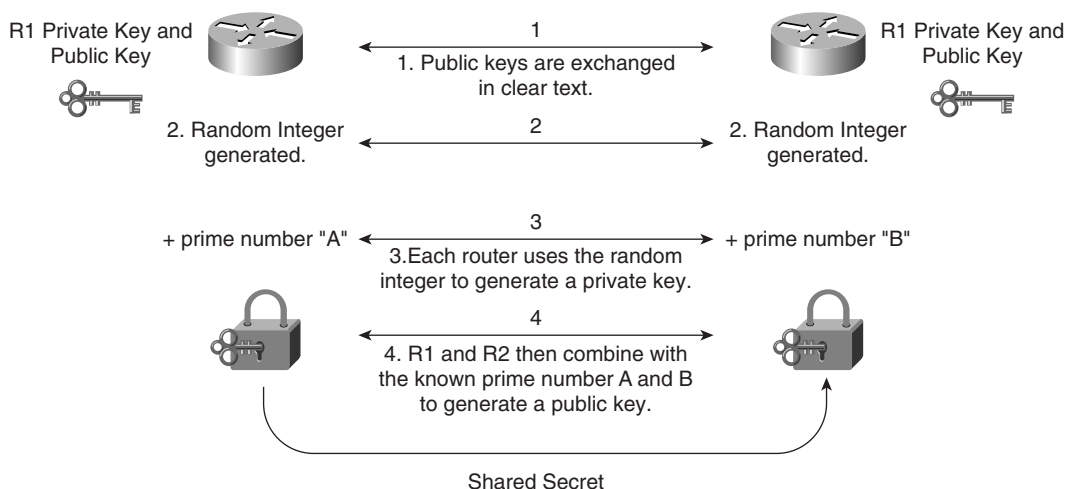 R1 Private Key and
Public Key
1
1. Public keys are exchanged
in clear text.
R1 Private Key and
Public Key
2. Random Integer
generated.
2
2. Random Integer
generated.
+ prime number "A"
3
3.Each router uses the random
integer to generate a private key.
+ prime number "B"
4
4. R1 and R2 then combine with
the known prime number A and B
to generate a public key.
Shared Secret